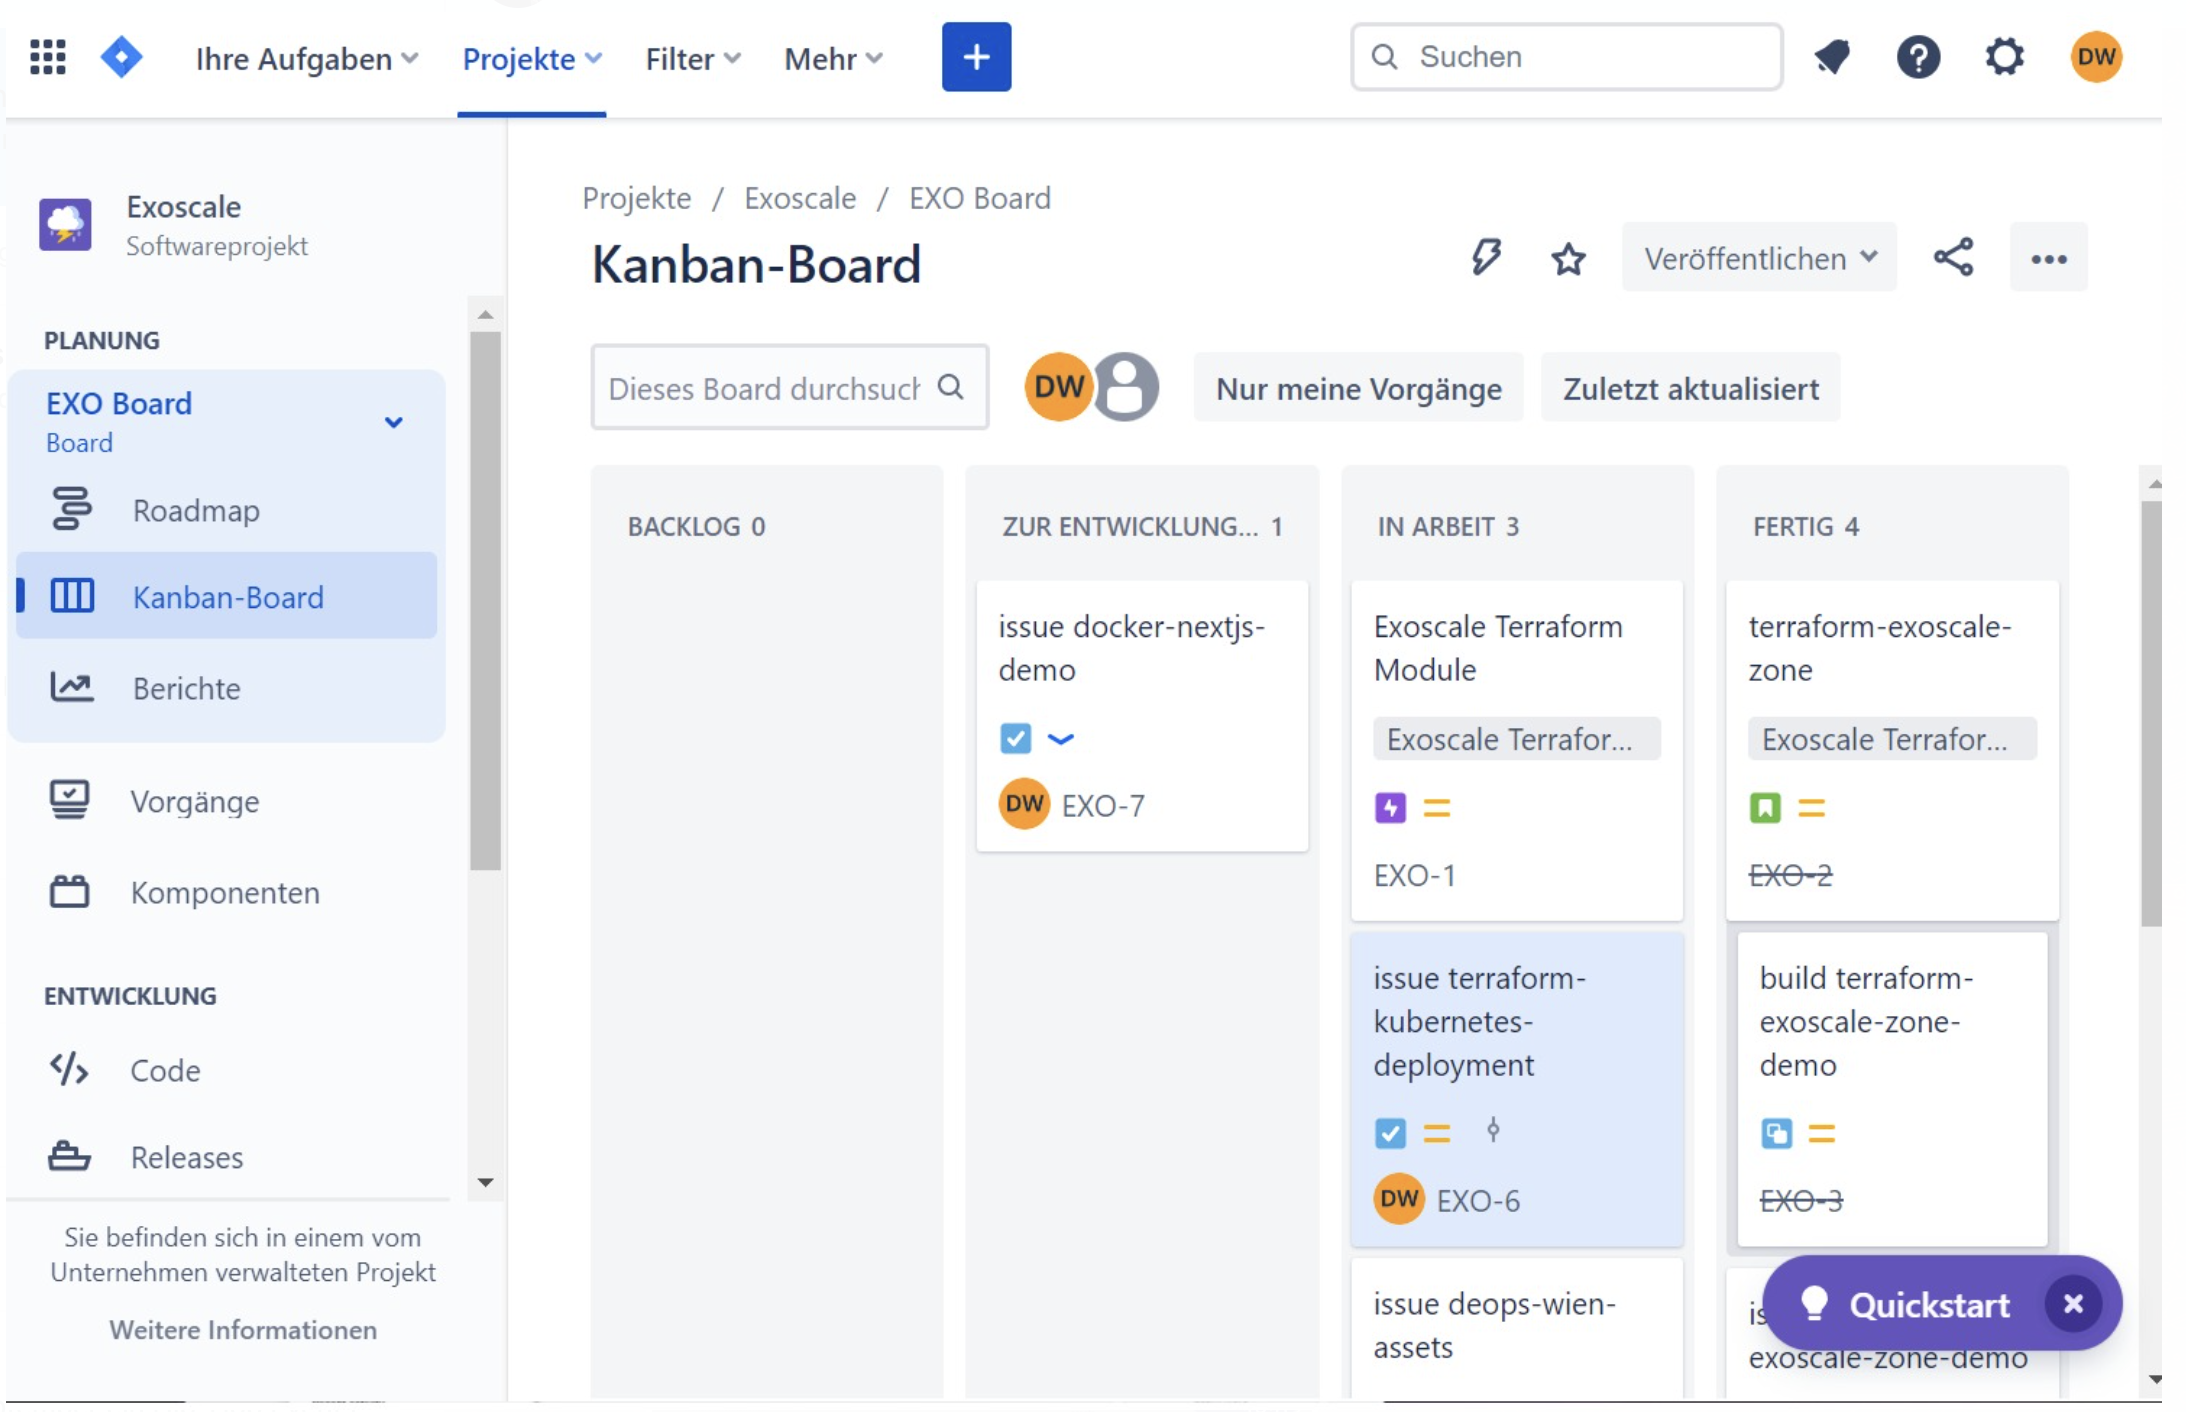 Ihre Aufgaben Projekte Filter Mehr + Suchen DW
Exoscale
Softwareprojekt
PLANUNG
EXO Board
Board
Roadmap
Kanban-Board
Berichte
Vorgänge
Komponenten
ENTWICKLUNG
Code
Releases
Sie befinden sich in einem vom
Unternehmen verwalteten Projekt
Weitere Informationen
Projekte / Exoscale / EXO Board
Kanban-Board
Veröffentlichen
Dieses Board durchsuch
DW
Nur meine Vorgänge
Zuletzt aktualisiert
BACKLOG 0
ZUR ENTWICKLUNG... 1
issue docker-nextjs-
demo
DW EXO-7
IN ARBEIT 3
Exoscale Terraform
Module
Exoscale Terrafor...
EXO-1
issue terraform-
kubernetes-
deployment
DW EXO-6
issue deops-wien-
assets
FERTIG 4
terraform-exoscale-
zone
Exoscale Terrafor...
EXO-2
build terraform-
exoscale-zone-
demo
EXO-3
exoscale-zone-demo
Quickstart